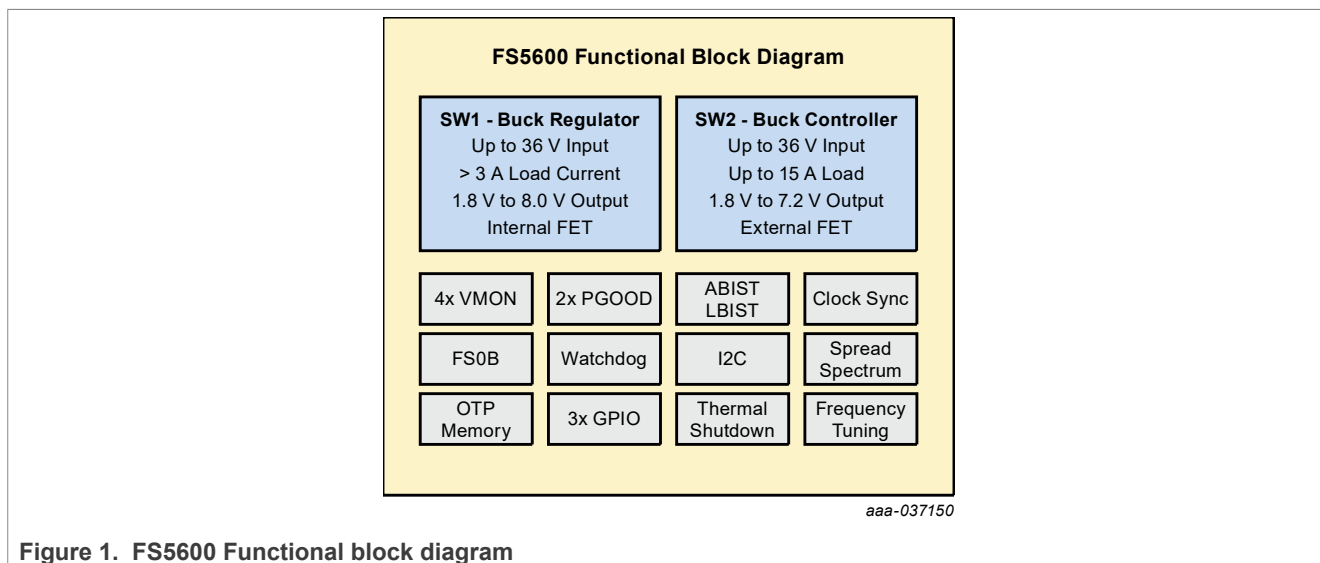 FS5600 Functional Block Diagram
SW1 - Buck Regulator
Up to 36 V Input
> 3 A Load Current
1.8 V to 8.0 V Output
Internal FET
SW2 - Buck Controller
Up to 36 V Input
Up to 15 A Load
1.8 V to 7.2 V Output
External FET
4x VMON
2x PGOOD
ABIST
LBIST
Clock Sync
FS0B
Watchdog
I2C
Spread
Spectrum
OTP
Memory
3x GPIO
Thermal
Shutdown
Frequency
Tuning
aaa-037150
Figure 1. FS5600 Functional block diagram